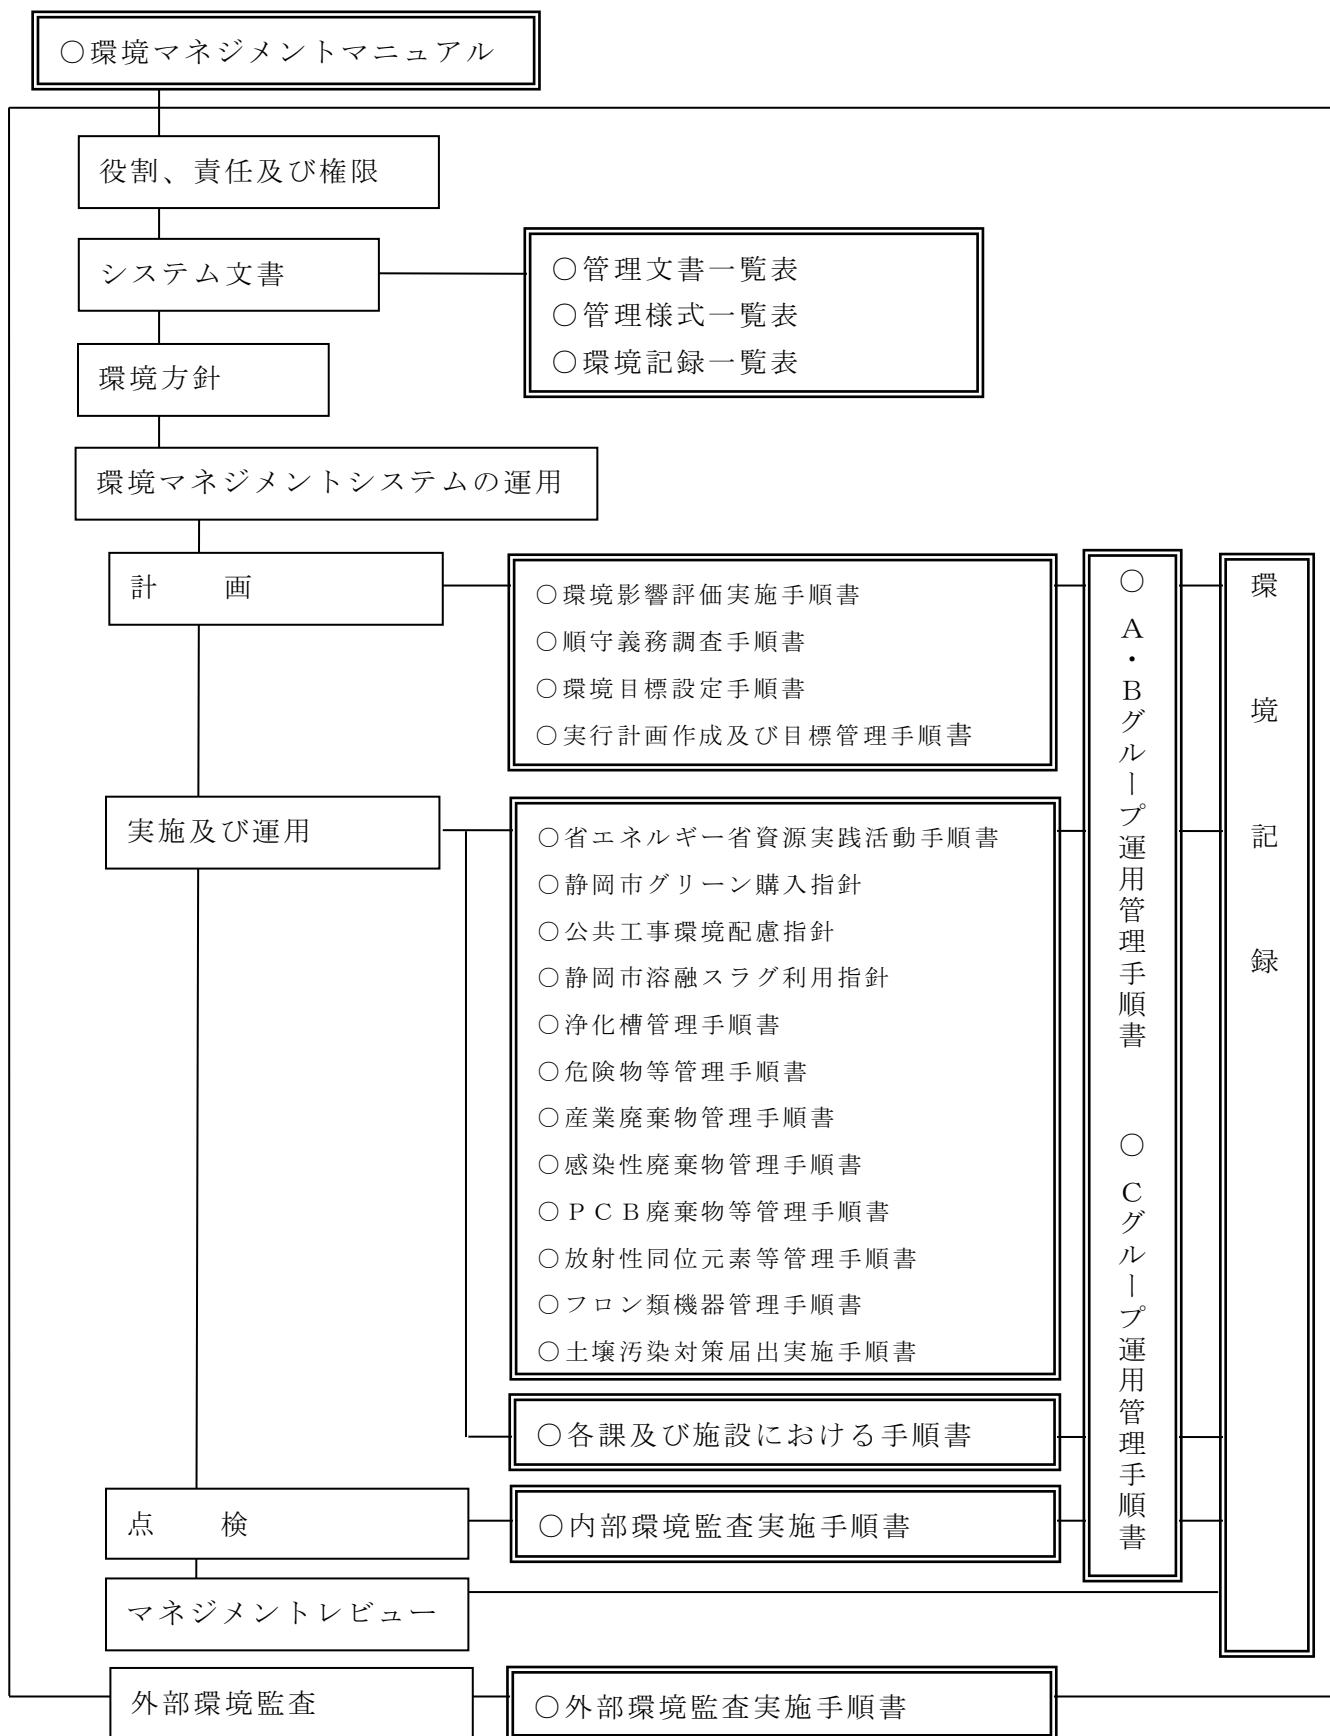 ○環境マネジメントマニュアル
役割、責任及び権限
システム文書
○管理文書一覧表
○管理様式一覧表
○環境記録一覧表
環境方針
環境マネジメントシステムの運用
計　　画
○環境影響評価実施手順書
○順守義務調査手順書
○環境目標設定手順書
○実行計画作成及び目標管理手順書
実施及び運用
○省エネルギー省資源実践活動手順書
○静岡市グリーン購入指針
○公共工事環境配慮指針
○静岡市溶融スラグ利用指針
○浄化槽管理手順書
○危険物等管理手順書
○産業廃棄物管理手順書
○感染性廃棄物管理手順書
○ＰＣＢ廃棄物等管理手順書
○放射性同位元素等管理手順書
○フロン類機器管理手順書
○土壌汚染対策届出実施手順書
○各課及び施設における手順書
点　　検
○内部環境監査実施手順書
マネジメントレビュー
外部環境監査
○外部環境監査実施手順書
○Ａ・Ｂグループ運用管理手順書　○Ｃグループ運用管理手順書
環境記録